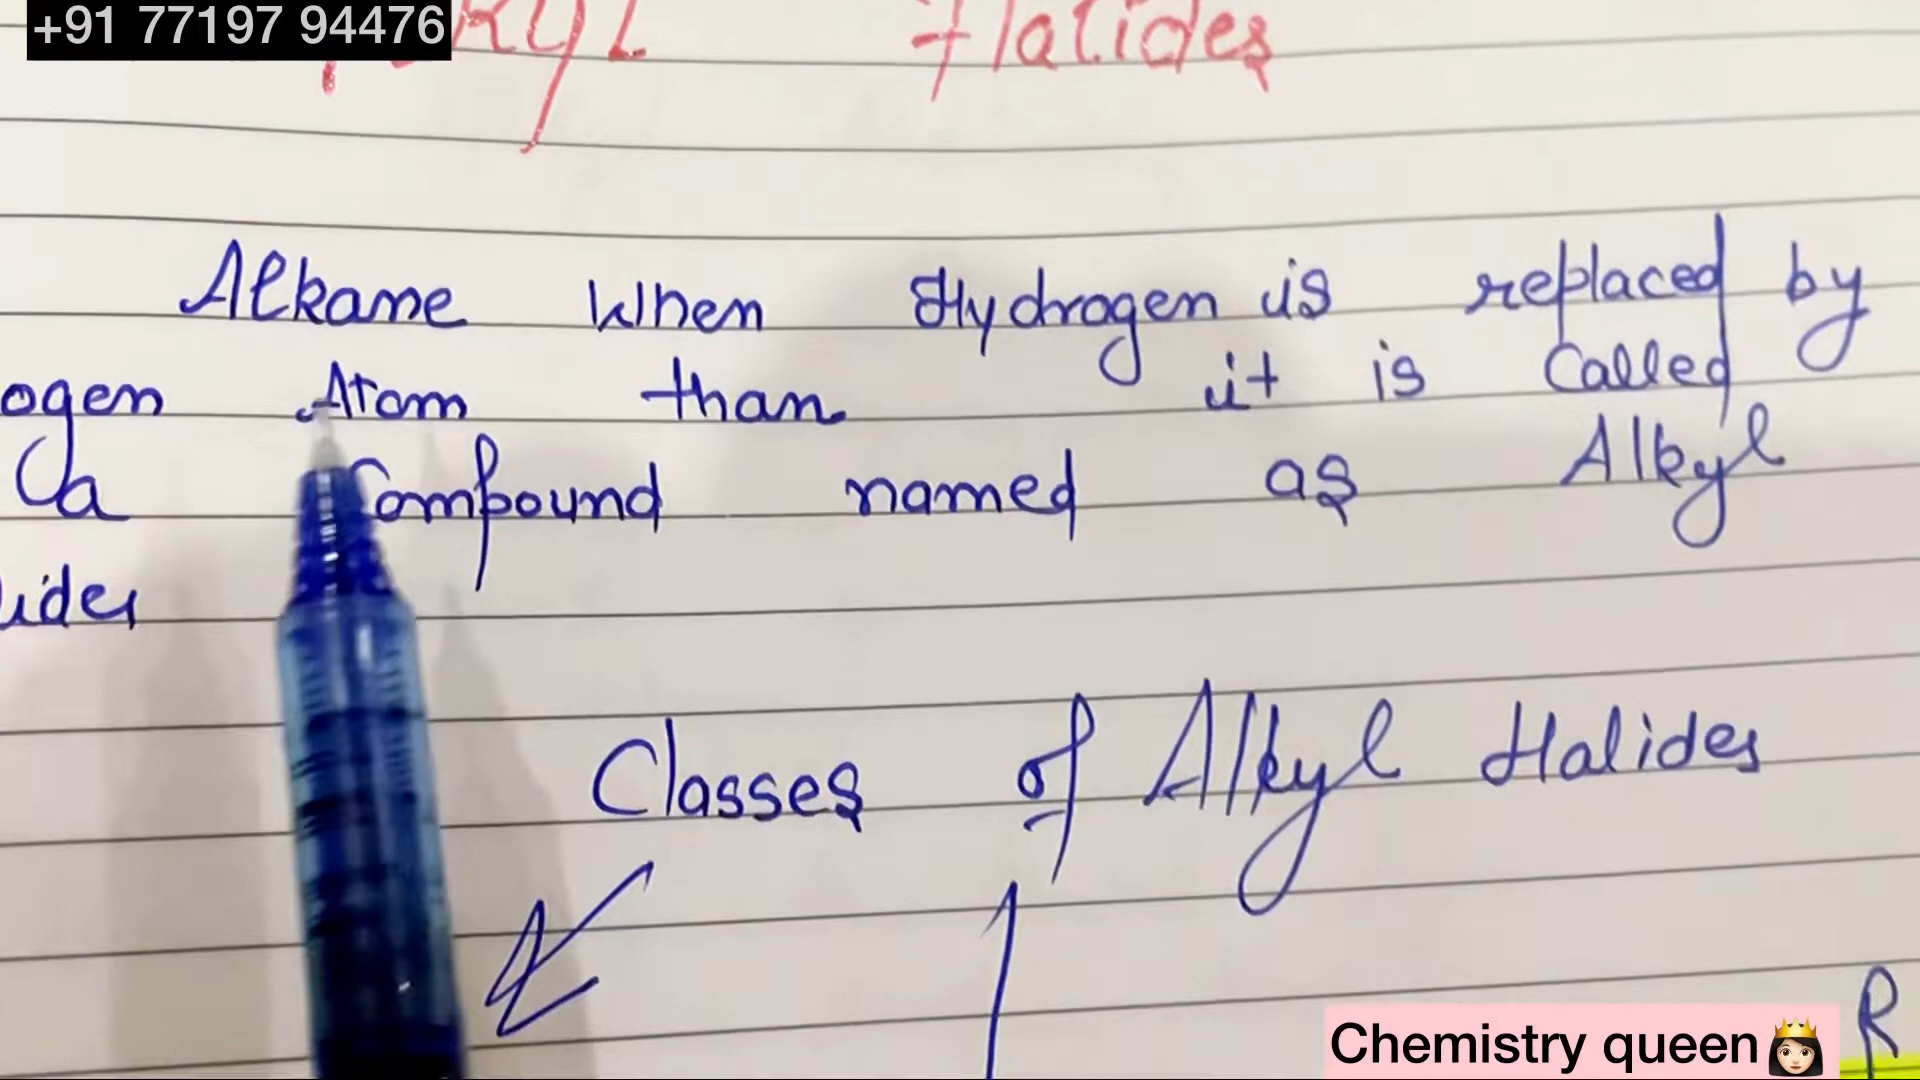 +91 77197 94476
Halides
Alkane When Hydrogen is replaced by
ogen Atom than it is Called
a Compound named as Alkyl
ides
Classes of Alkyl Halides
R
Chemistry queen👸🏻